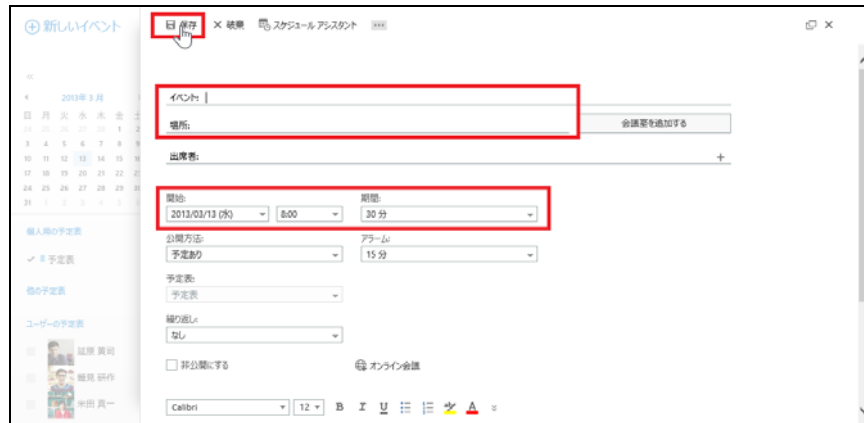 新しいイベント
保存 × 破棄 スケジュール アシスタント ...
«
2013年 3 月
日 月 火 水 木 金 土
24 25 26 27 28 1 2
3 4 5 6 7 8 9
10 11 12 13 14 15 16
17 18 19 20 21 22 23
24 25 26 27 28 29 30
31 1 2 3 4 5
イベント:
場所:
会議室を追加する
出席者:
開始:
期間:
2013/03/13 (水)
8:00
30 分
公開方法:
アラーム:
予定あり
15 分
予定表:
予定表
繰り返し:
なし
非公開にする
オンライン会議
Calibri
12
B I U
A
個人用の予定表
予定表
他の予定表
ユーザーの予定表
延原 寛司
研作
米田 真一